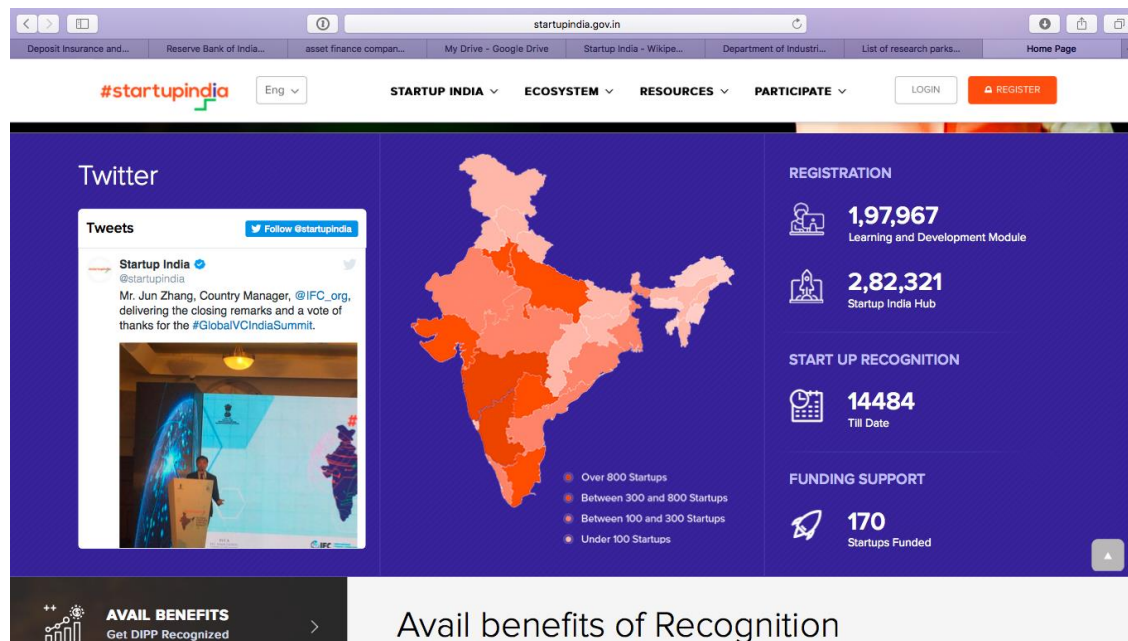 startupindia.gov.in
Deposit Insurance and...
Reserve Bank of India...
asset finance compan...
My Drive - Google Drive
Startup India - Wikipe...
Department of Industri...
List of research parks...
Home Page
#startupindia
Eng
STARTUP INDIA
ECOSYSTEM
RESOURCES
PARTICIPATE
LOGIN
REGISTER
Twitter
Tweets
Follow @startupindia
Startup India
@startupindia
Mr. Jun Zhang, Country Manager, @IFC_org,
delivering the closing remarks and a vote of
thanks for the #GlobalVCIndiaSummit.
IFC
Over 800 Startups
Between 300 and 800 Startups
Between 100 and 300 Startups
Under 100 Startups
REGISTRATION
1,97,967
Learning and Development Module
2,82,321
Startup India Hub
START UP RECOGNITION
14484
Till Date
FUNDING SUPPORT
170
Startups Funded
AVAIL BENEFITS
Get DIPP Recognized
Avail benefits of Recognition